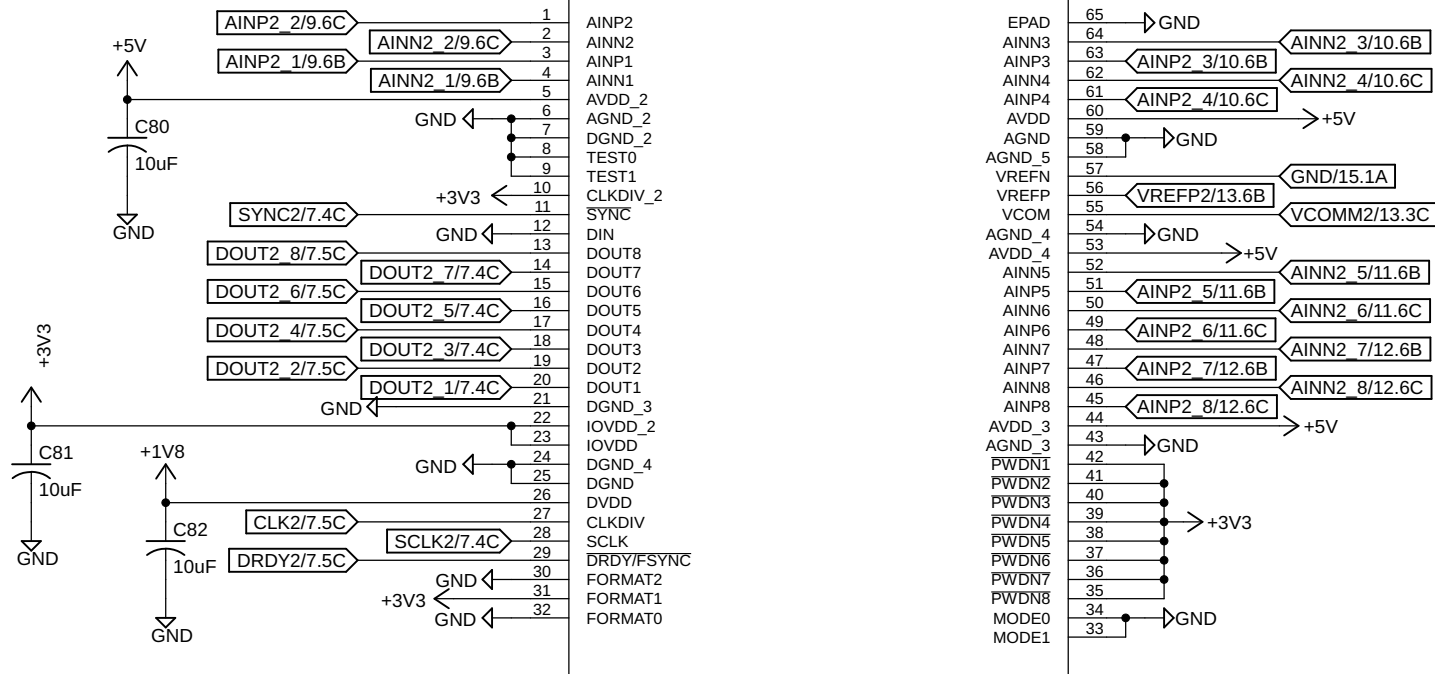 AINP2_2/9.6C 1 AINP2
AINN2_2/9.6C 2 AINN2
+5V
AINP2_1/9.6B 3 AINP1
AINN2_1/9.6B 4 AINN1
5 AVDD_2
GND 6 AGND_2
C80
10uF
GND
7 DGND_2
8 TEST0
9 TEST1
+3V3 10 CLKDIV_2
SYNC2/7.4C 11 SYNC
GND 12 DIN
DOUT2_8/7.5C 13 DOUT8
DOUT2_7/7.4C 14 DOUT7
DOUT2_6/7.5C 15 DOUT6
DOUT2_5/7.4C 16 DOUT5
DOUT2_4/7.5C 17 DOUT4
DOUT2_3/7.4C 18 DOUT3
DOUT2_2/7.5C 19 DOUT2
DOUT2_1/7.4C 20 DOUT1
GND 21 DGND_3
+3V3
22 IOVDD_2
23 IOVDD
C81
10uF
GND
GND 24 DGND_4
25 DGND
+1V8
26 DVDD
C82
10uF
GND
CLK2/7.5C 27 CLKDIV
SCLK2/7.4C 28 SCLK
DRDY2/7.5C 29 DRDY/FSYNC
GND 30 FORMAT2
+3V3 31 FORMAT1
GND 32 FORMAT0
EPAD 65 GND
AINN3 64 AINN2_3/10.6B
AINP3 63 AINP2_3/10.6B
AINN4 62 AINN2_4/10.6C
AINP4 61 AINP2_4/10.6C
AVDD 60 +5V
AGND 59 GND
AGND_5 58
VREFN 57 GND/15.1A
VREFP 56 VREFP2/13.6B
VCOM 55 VCOMM2/13.3C
AGND_4 54 GND
AVDD_4 53 +5V
AINN5 52 AINN2_5/11.6B
AINP5 51 AINP2_5/11.6B
AINN6 50 AINN2_6/11.6C
AINP6 49 AINP2_6/11.6C
AINN7 48 AINN2_7/12.6B
AINP7 47 AINP2_7/12.6B
AINN8 46 AINN2_8/12.6C
AINP8 45 AINP2_8/12.6C
AVDD_3 44 +5V
AGND_3 43 GND
PWDN1 42
PWDN2 41
PWDN3 40
PWDN4 39 +3V3
PWDN5 38
PWDN6 37
PWDN7 36
PWDN8 35
MODE0 34 GND
MODE1 33